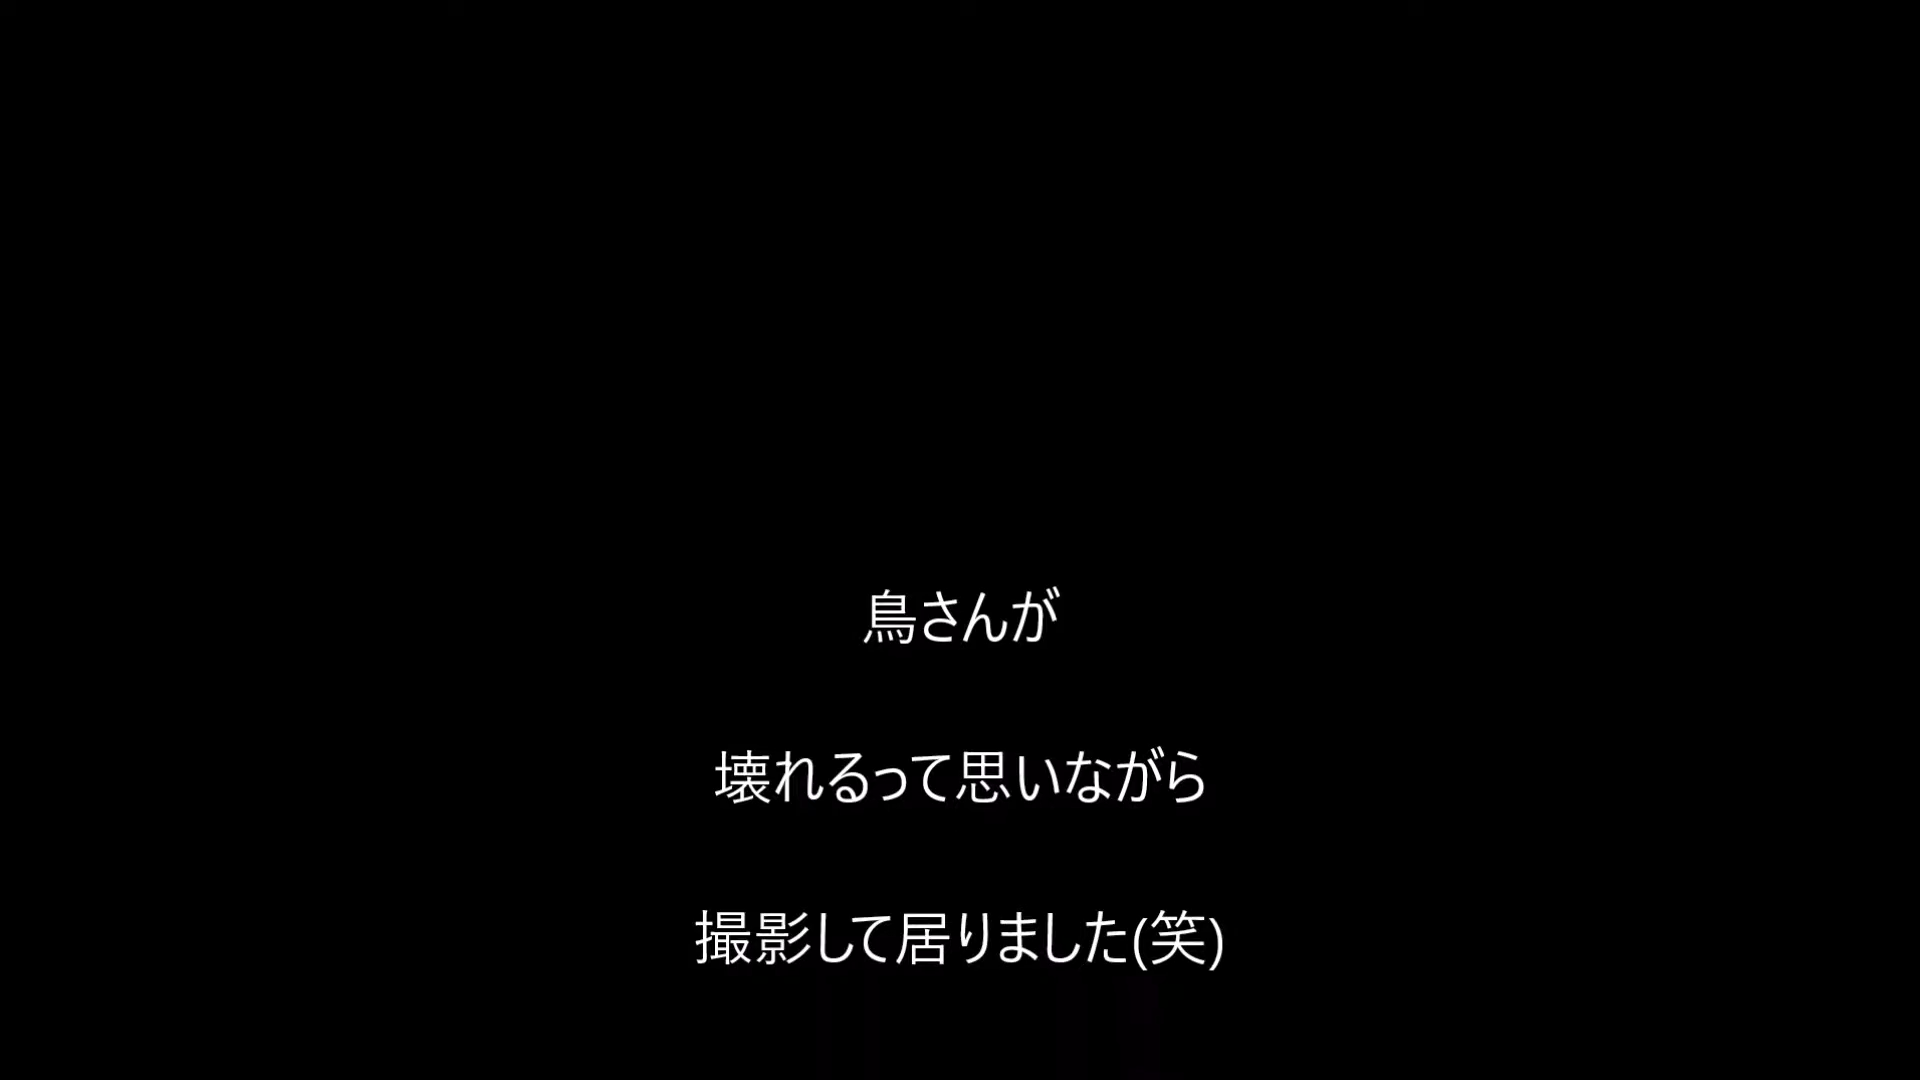 鳥さんが
壊れるって思いながら
撮影して居りました(笑)